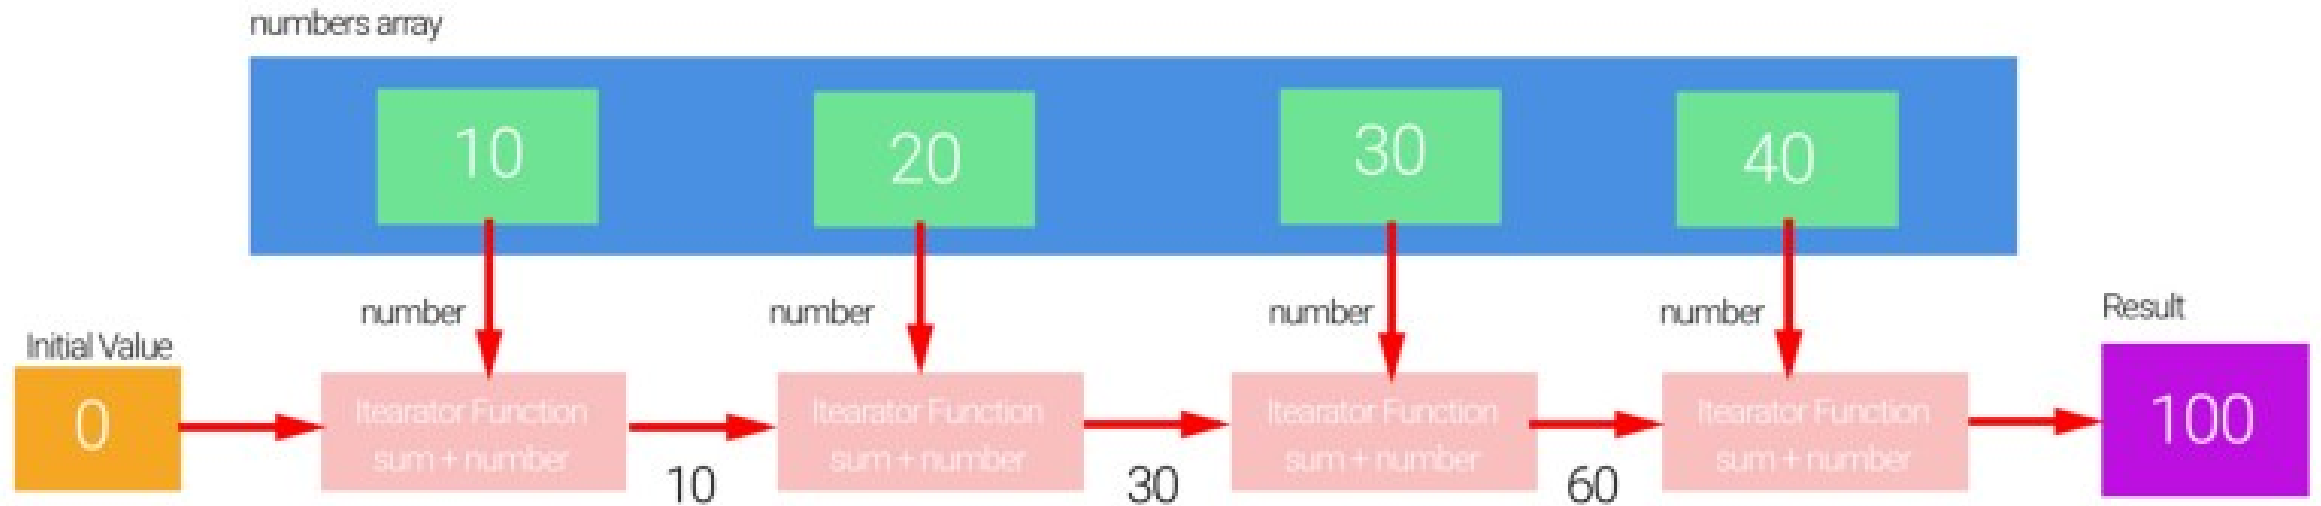 numbers array
10
20
30
40
number
number
number
number
Result
Initial Value
0
Itearator Function
sum + number
10
Itearator Function
sum + number
30
Itearator Function
sum + number
60
Itearator Function
sum + number
100